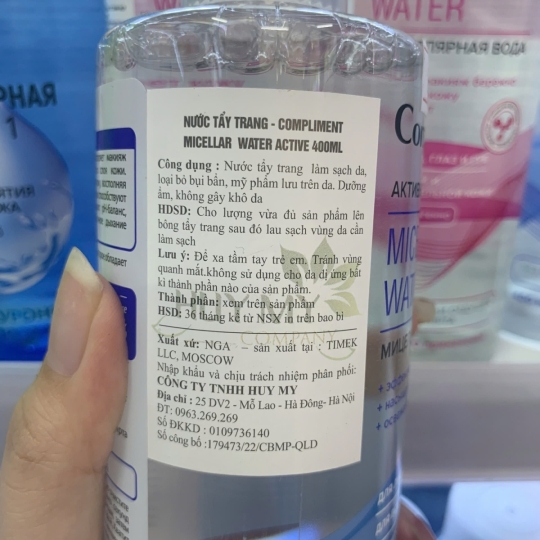 NƯỚC TẨY TRANG - COMPLIMENT
MICELLAR WATER ACTIVE 400ML
Công dụng : Nước tẩy trang làm sạch da,
loại bỏ bụi bẩn, mỹ phẩm lưu trên da. Dưỡng
ẩm, không gây khô da
HDSD: Cho lượng vừa đủ sản phẩm lên
bông tẩy trang sau đó lau sạch vùng da cần
làm sạch
Lưu ý: Để xa tầm tay trẻ em. Tránh vùng
quanh mắt.không sử dụng cho da dị ứng bất
kì thành phần nào của sản phẩm.
Thành phần: xem trên sản phẩm
HSD: 36 tháng kể từ NSX in trên bao bì
Xuất xứ: NGA – sản xuất tại : TIMEK
LLC, MOSCOW
Nhập khẩu và chịu trách nhiệm phân phối:
CÔNG TY TNHH HUY MY
Địa chỉ : 25 DV2 - Mỗ Lao - Hà Đông- Hà Nội
ĐT: 0963.269.269
Số ĐKKD : 0109736140
Số công bố :179473/22/CBMP-QLD
HUY MY
COMPANY
WATER
ВОДА